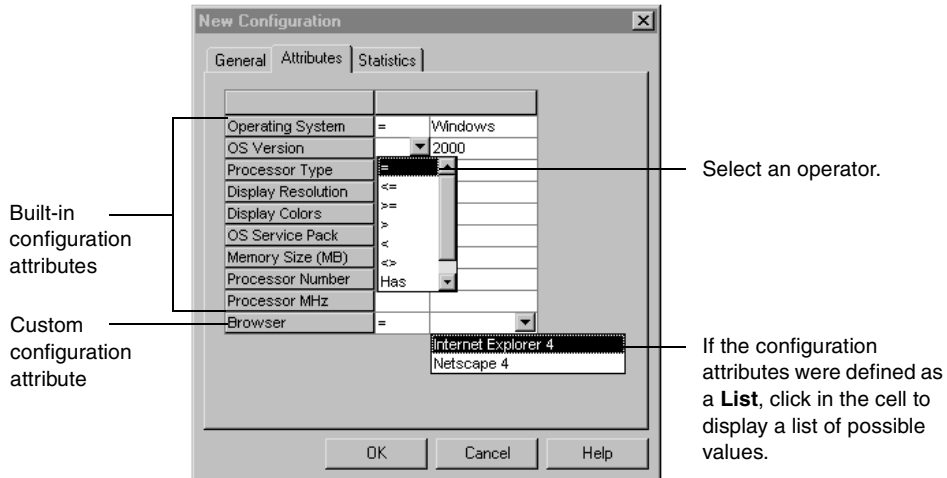 New Configuration
General Attributes Statistics
Operating System = Windows
OS Version 2000
Processor Type =
Display Resolution <=
Display Colors >=
OS Service Pack >
Memory Size (MB) <
<>
Processor Number Has
Processor MHz
Browser =
Internet Explorer 4
Netscape 4
OK Cancel Help
Built-in
configuration
attributes
Custom
configuration
attribute
Select an operator.
If the configuration
attributes were defined as
a List, click in the cell to
display a list of possible
values.